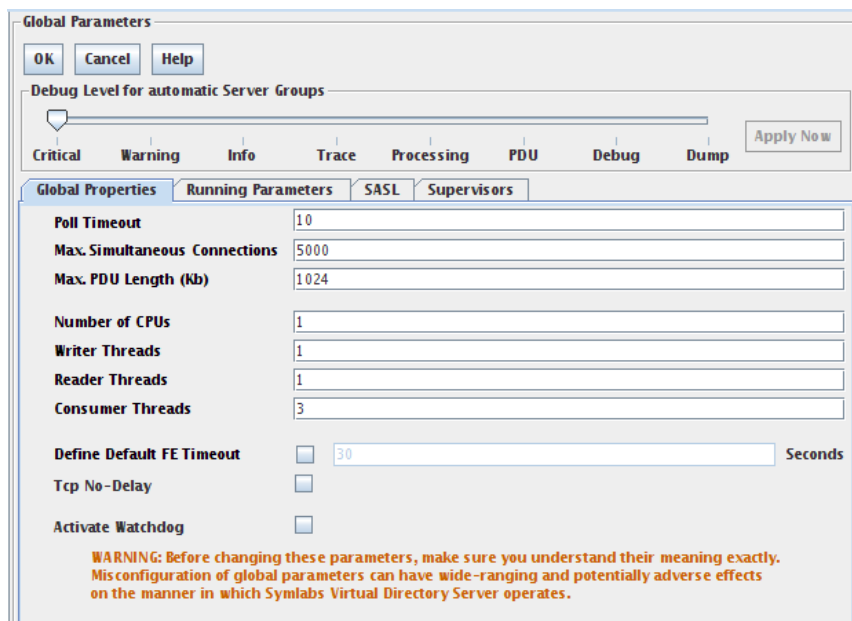 Global Parameters
OK Cancel Help
Debug Level for automatic Server Groups
Critical Warning Info Trace Processing PDU Debug Dump
Apply Now
Global Properties Running Parameters SASL Supervisors
Poll Timeout 10
Max. Simultaneous Connections 5000
Max. PDU Length (Kb) 1024
Number of CPUs 1
Writer Threads 1
Reader Threads 1
Consumer Threads 3
Define Default FE Timeout 30 Seconds
Tcp No-Delay
Activate Watchdog
WARNING: Before changing these parameters, make sure you understand their meaning exactly.
Misconfiguration of global parameters can have wide-ranging and potentially adverse effects
on the manner in which Symlabs Virtual Directory Server operates.